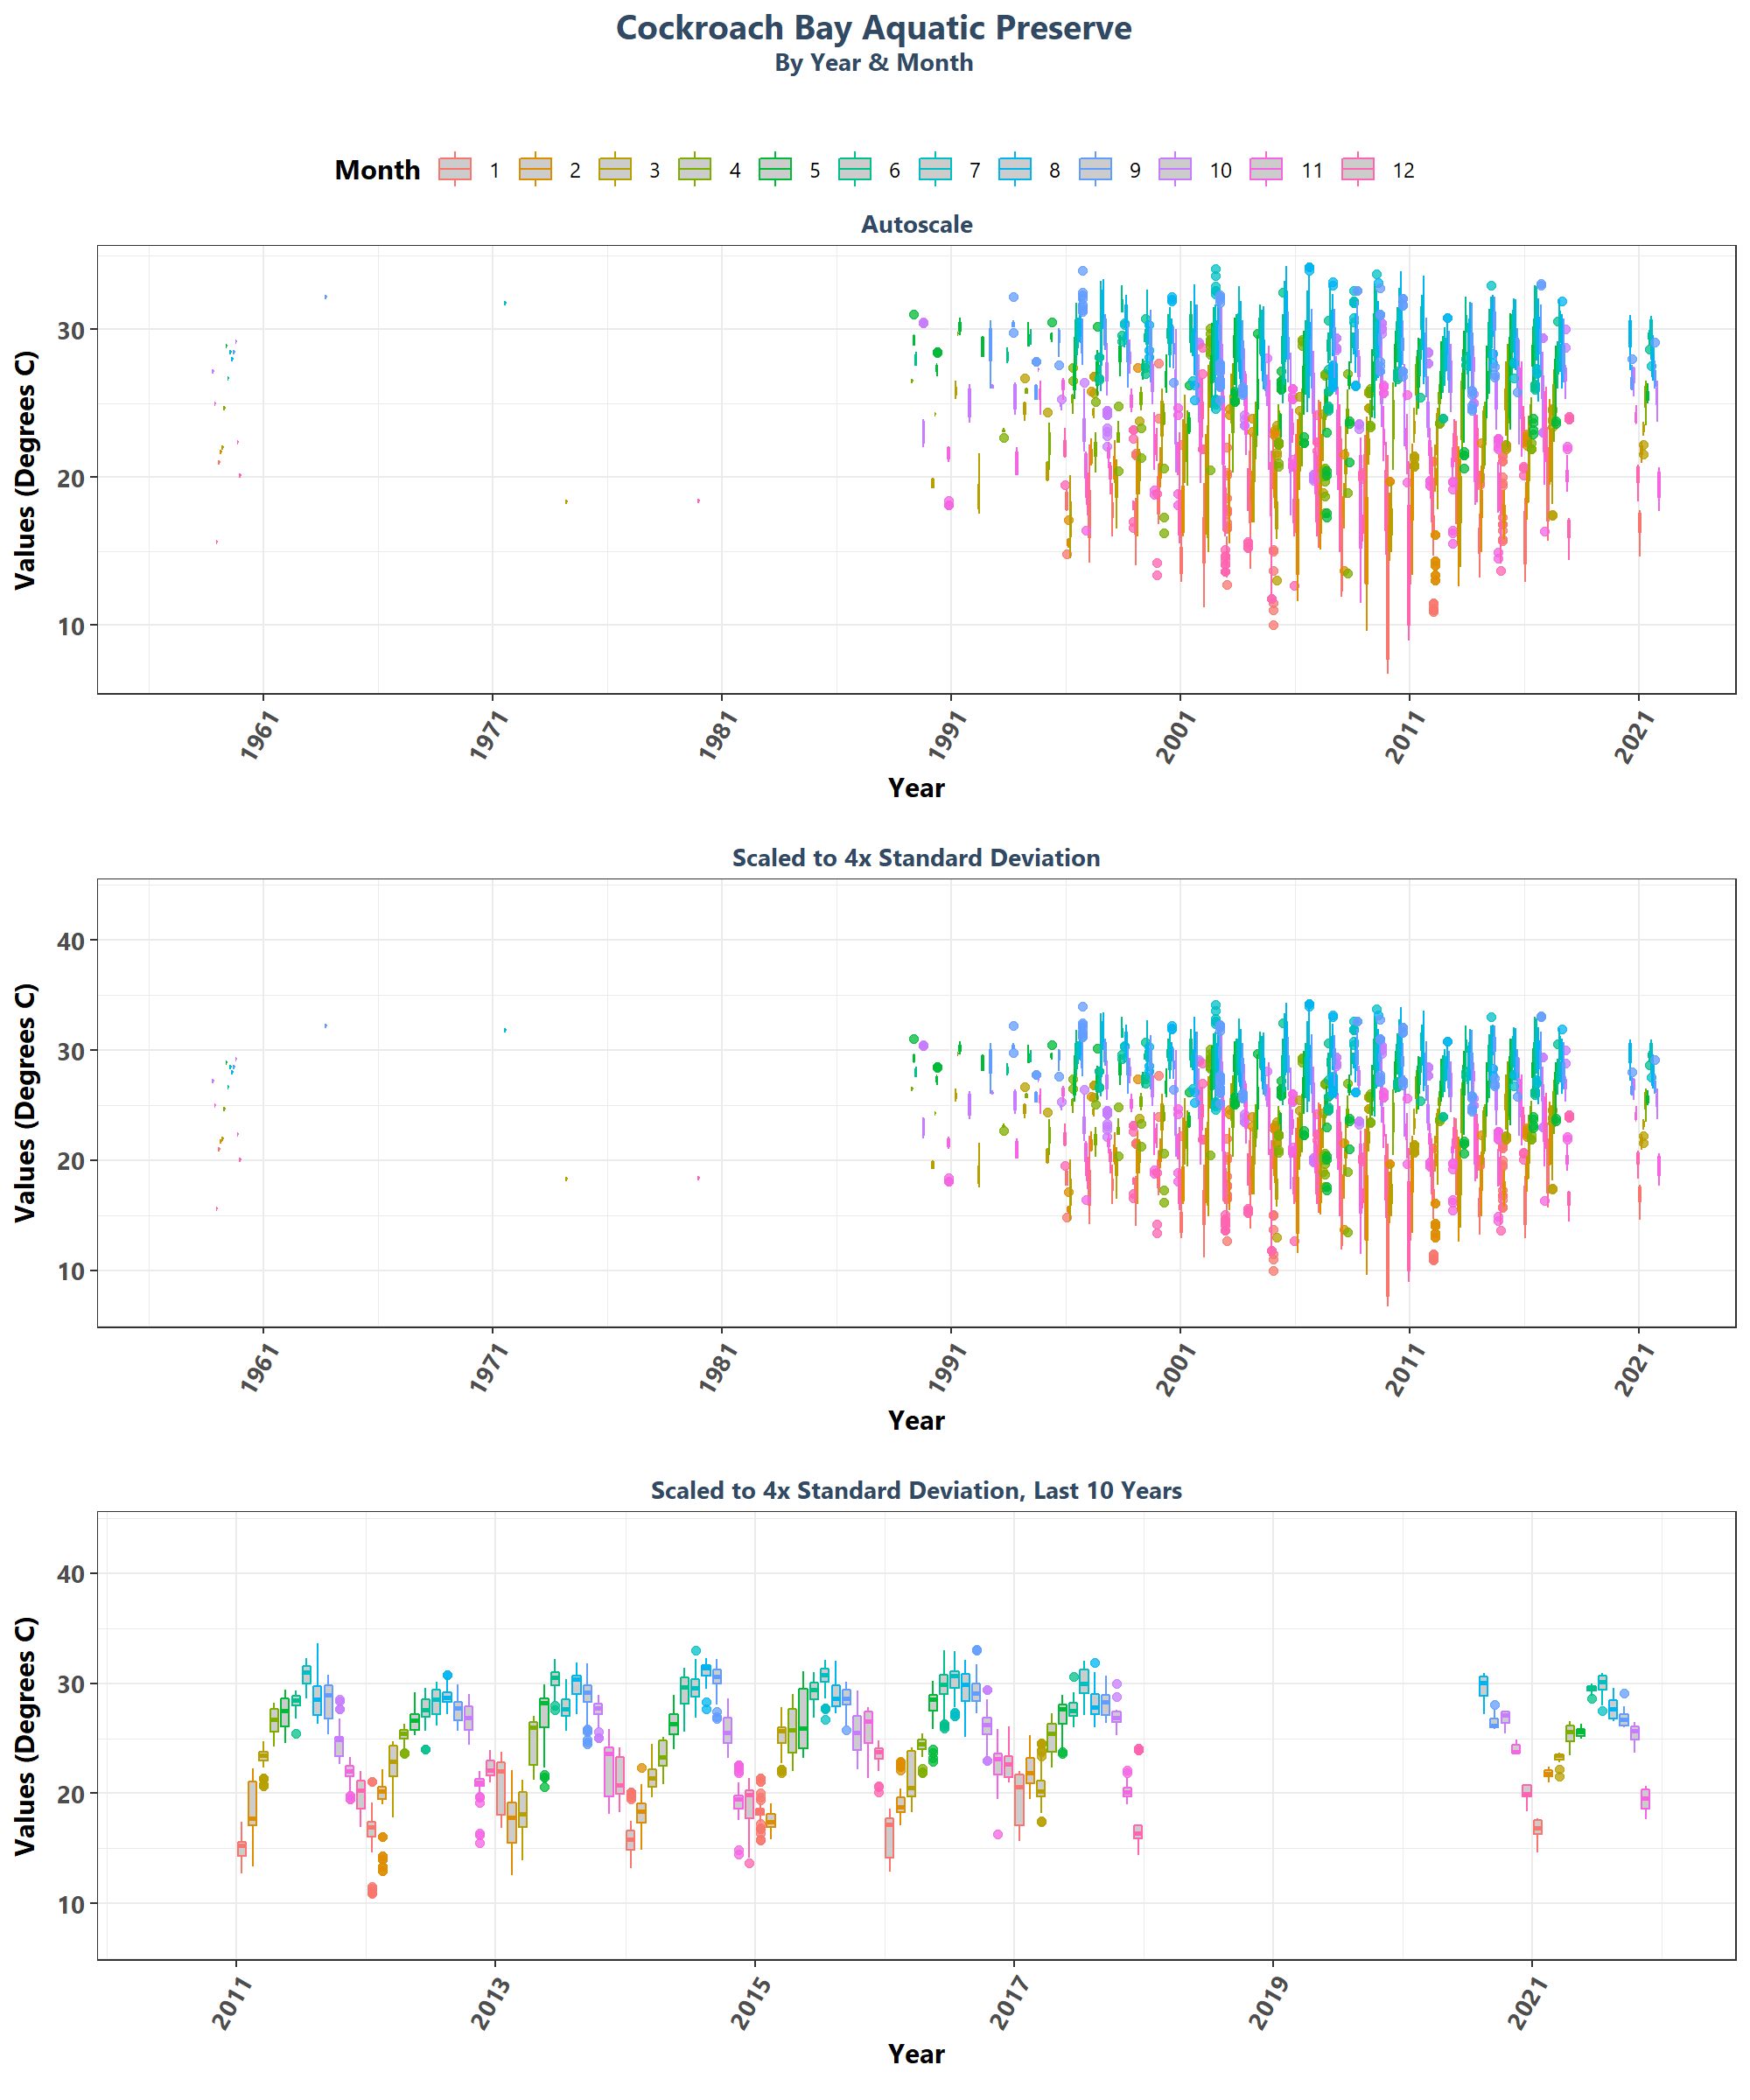 Cockroach Bay Aquatic Preserve
By Year & Month
Month 1 2 3 4 5 6 7 8 9 10 11 12
Autoscale
Values (Degrees C)
30
20
10
1961 1971 1981 1991 2001 2011 2021
Year
Scaled to 4x Standard Deviation
Values (Degrees C)
40
30
20
10
1961 1971 1981 1991 2001 2011 2021
Year
Scaled to 4x Standard Deviation, Last 10 Years
Values (Degrees C)
40
30
20
10
2011 2013 2015 2017 2019 2021
Year